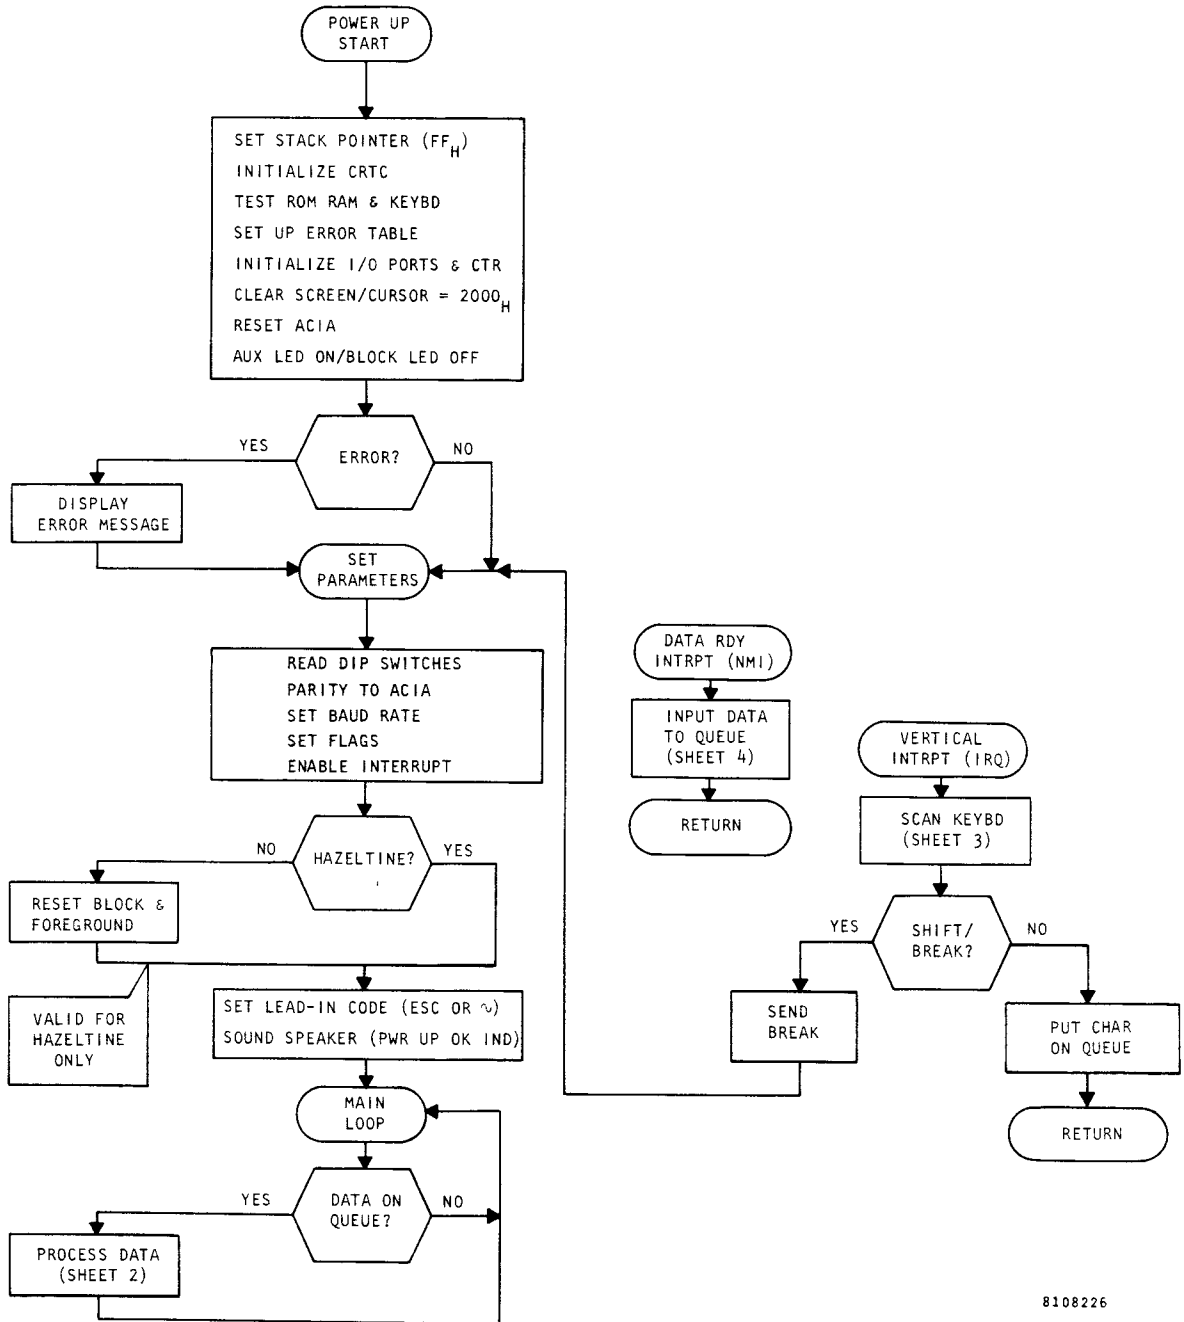 POWER UP
START
SET STACK POINTER (FFH)
INITIALIZE CRTC
TEST ROM RAM & KEYBD
SET UP ERROR TABLE
INITIALIZE I/O PORTS & CTR
CLEAR SCREEN/CURSOR = 2000H
RESET ACIA
AUX LED ON/BLOCK LED OFF
YES
ERROR?
NO
DISPLAY
ERROR MESSAGE
SET
PARAMETERS
READ DIP SWITCHES
PARITY TO ACIA
SET BAUD RATE
SET FLAGS
ENABLE INTERRUPT
NO
HAZELTINE?
YES
RESET BLOCK &
FOREGROUND
VALID FOR
HAZELTINE
ONLY
SET LEAD-IN CODE (ESC OR ~)
SOUND SPEAKER (PWR UP OK IND)
MAIN
LOOP
YES
DATA ON
QUEUE?
NO
PROCESS DATA
(SHEET 2)
DATA RDY
INTRPT (NMI)
INPUT DATA
TO QUEUE
(SHEET 4)
RETURN
VERTICAL
INTRPT (IRQ)
SCAN KEYBD
(SHEET 3)
YES
SHIFT/
BREAK?
NO
SEND
BREAK
PUT CHAR
ON QUEUE
RETURN
8108226